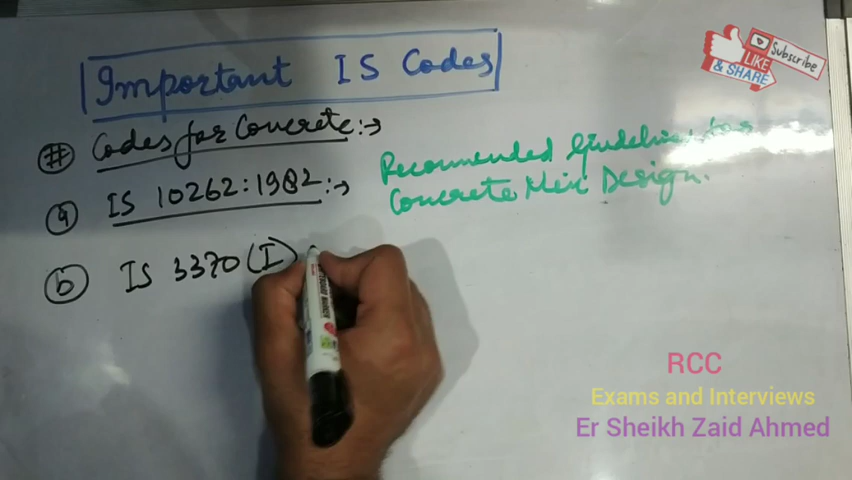 Important IS Codes
LIKE
& SHARE
Subscribe
# Codes for Concrete :→
a IS 10262:1982 :→ Recommended Guidelines for
Concrete Mix Design.
b IS 3370 (I)
RCC
Exams and Interviews
Er Sheikh Zaid Ahmed